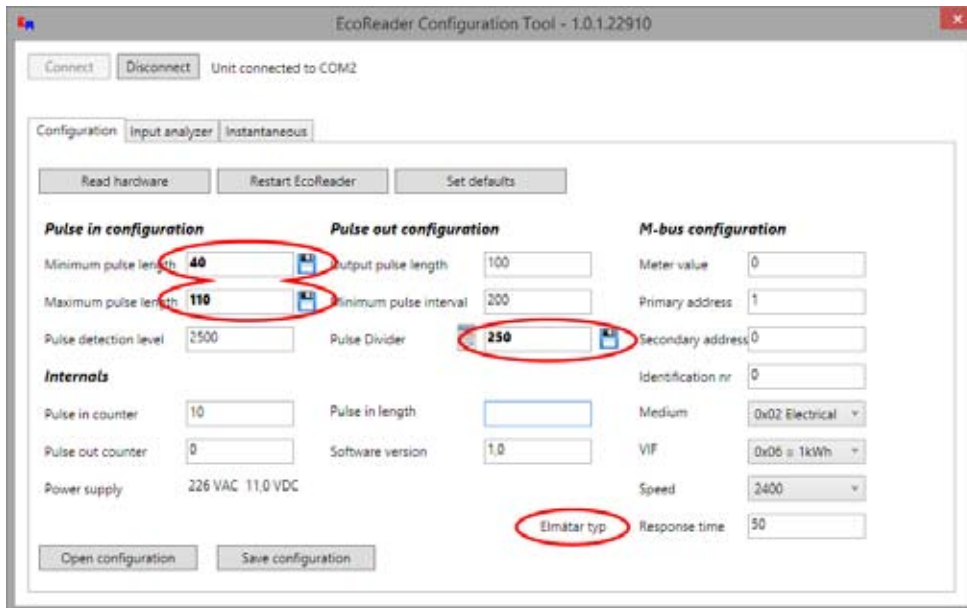 EcoReader Configuration Tool - 1.0.1.22910
Connect Disconnect Unit connected to COM2
Configuration Input analyzer Instantaneous
Read hardware Restart EcoReader Set defaults
Pulse in configuration Pulse out configuration M-bus configuration
Minimum pulse length 40 Output pulse length 100 Meter value 0
Maximum pulse length 110 Minimum pulse interval 200 Primary address 1
Pulse detection level 2500 Pulse Divider 250 Secondary address 0
Internals Identification nr 0
Pulse in counter 10 Pulse in length Medium 0x02 Electrical
Pulse out counter 0 Software version 1,0 VIF 0x06 = 1kWh
Power supply 226 VAC 11,0 VDC Speed 2400
Elmätar typ Response time 50
Open configuration Save configuration